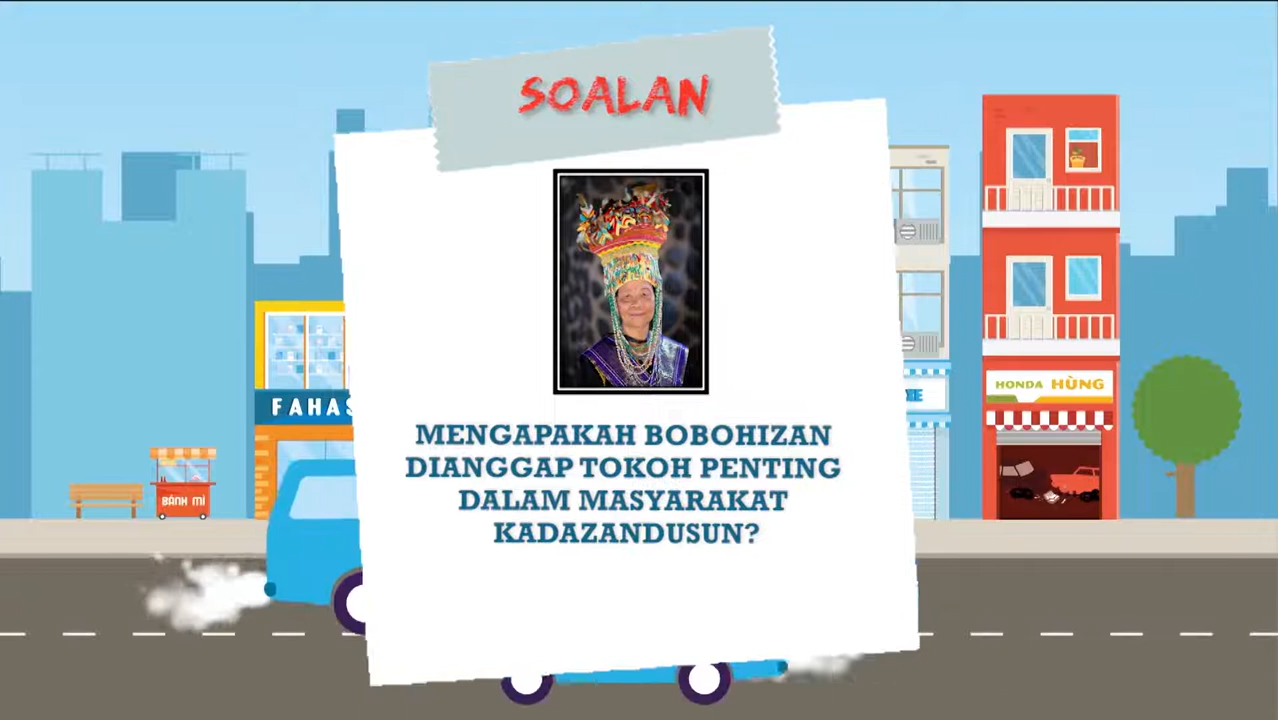 SOALAN
MENGAPAKAH BOBOHIZAN
DIANGGAP TOKOH PENTING
DALAM MASYARAKAT
KADAZANDUSUN?
FAHAS
BÁNH MÌ
HONDA HÙNG